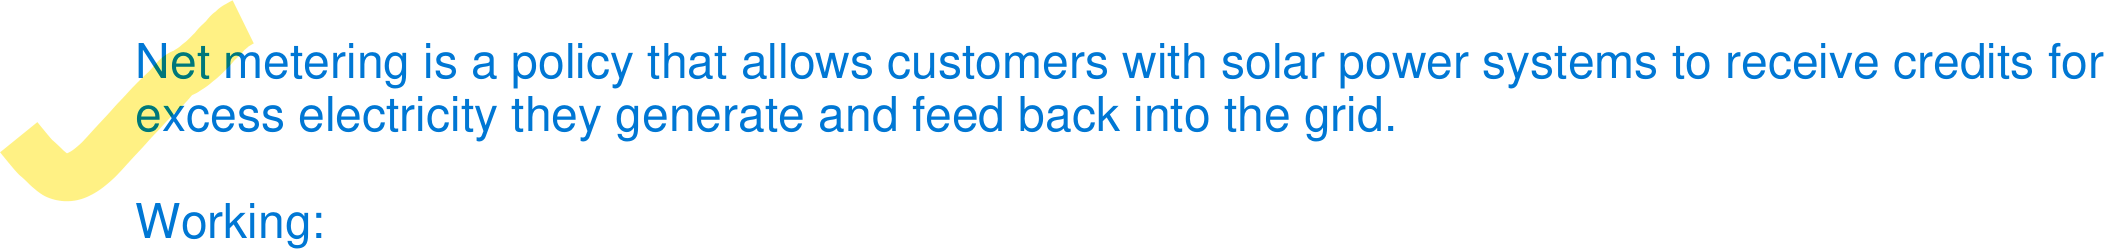 Net metering is a policy that allows customers with solar power systems to receive credits for
excess electricity they generate and feed back into the grid.
Working: